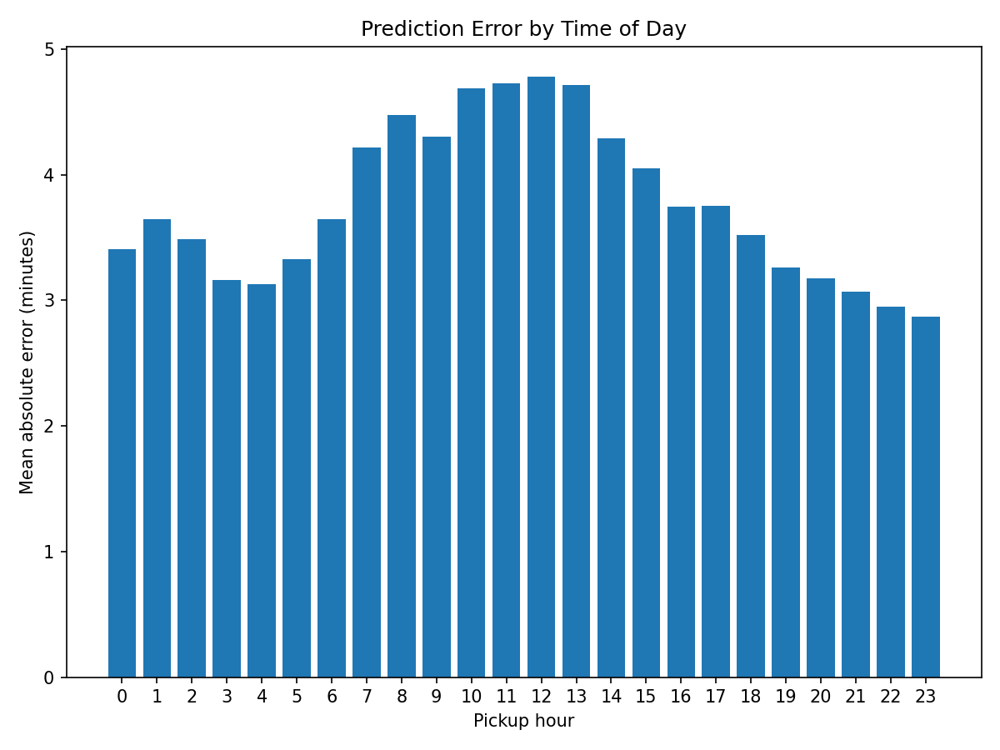 Prediction Error by Time of Day
Mean absolute error (minutes)
5
4
3
2
1
0
0 1 2 3 4 5 6 7 8 9 10 11 12 13 14 15 16 17 18 19 20 21 22 23
Pickup hour